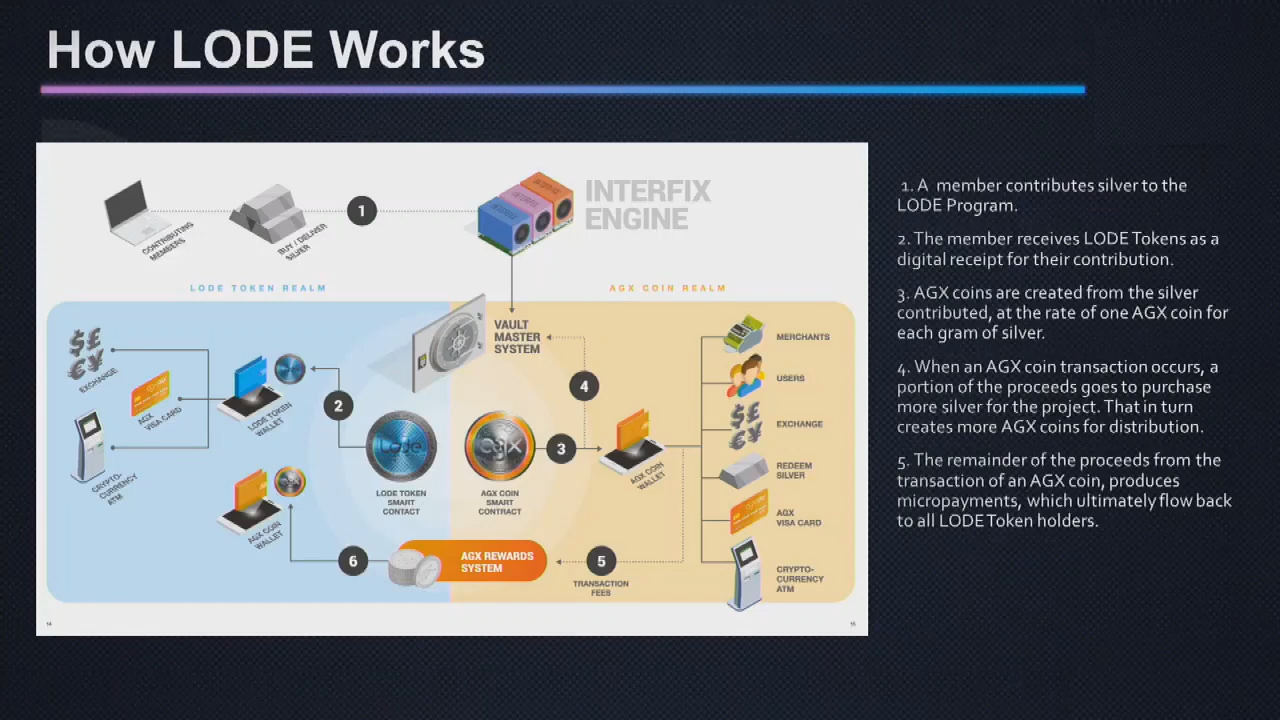 How LODE Works
INTERFIX
ENGINE
INTERFIX
INTERFIX
INTERFIX
1
CONTRIBUTING
MEMBERS
BUY / DELIVER
SILVER
LODE TOKEN REALM
AGX COIN REALM
VAULT
MASTER
SYSTEM
EXCHANGE
AGX
VISA CARD
CRYPTO-
CURRENCY
ATM
LODE TOKEN
WALLET
2
Lode
LODE TOKEN
SMART
CONTACT
agx
AGX COIN
SMART
CONTRACT
3
4
AGX COIN
WALLET
MERCHANTS
USERS
EXCHANGE
REDEEM
SILVER
AGX
VISA CARD
CRYPTO-
CURRENCY
ATM
AGX COIN
WALLET
6
AGX REWARDS
SYSTEM
5
TRANSACTION
FEES
14
15
1. A member contributes silver to the
LODE Program.
2. The member receives LODE Tokens as a
digital receipt for their contribution.
3. AGX coins are created from the silver
contributed, at the rate of one AGX coin for
each gram of silver.
4. When an AGX coin transaction occurs, a
portion of the proceeds goes to purchase
more silver for the project. That in turn
creates more AGX coins for distribution.
5. The remainder of the proceeds from the
transaction of an AGX coin, produces
micropayments, which ultimately flow back
to all LODE Token holders.